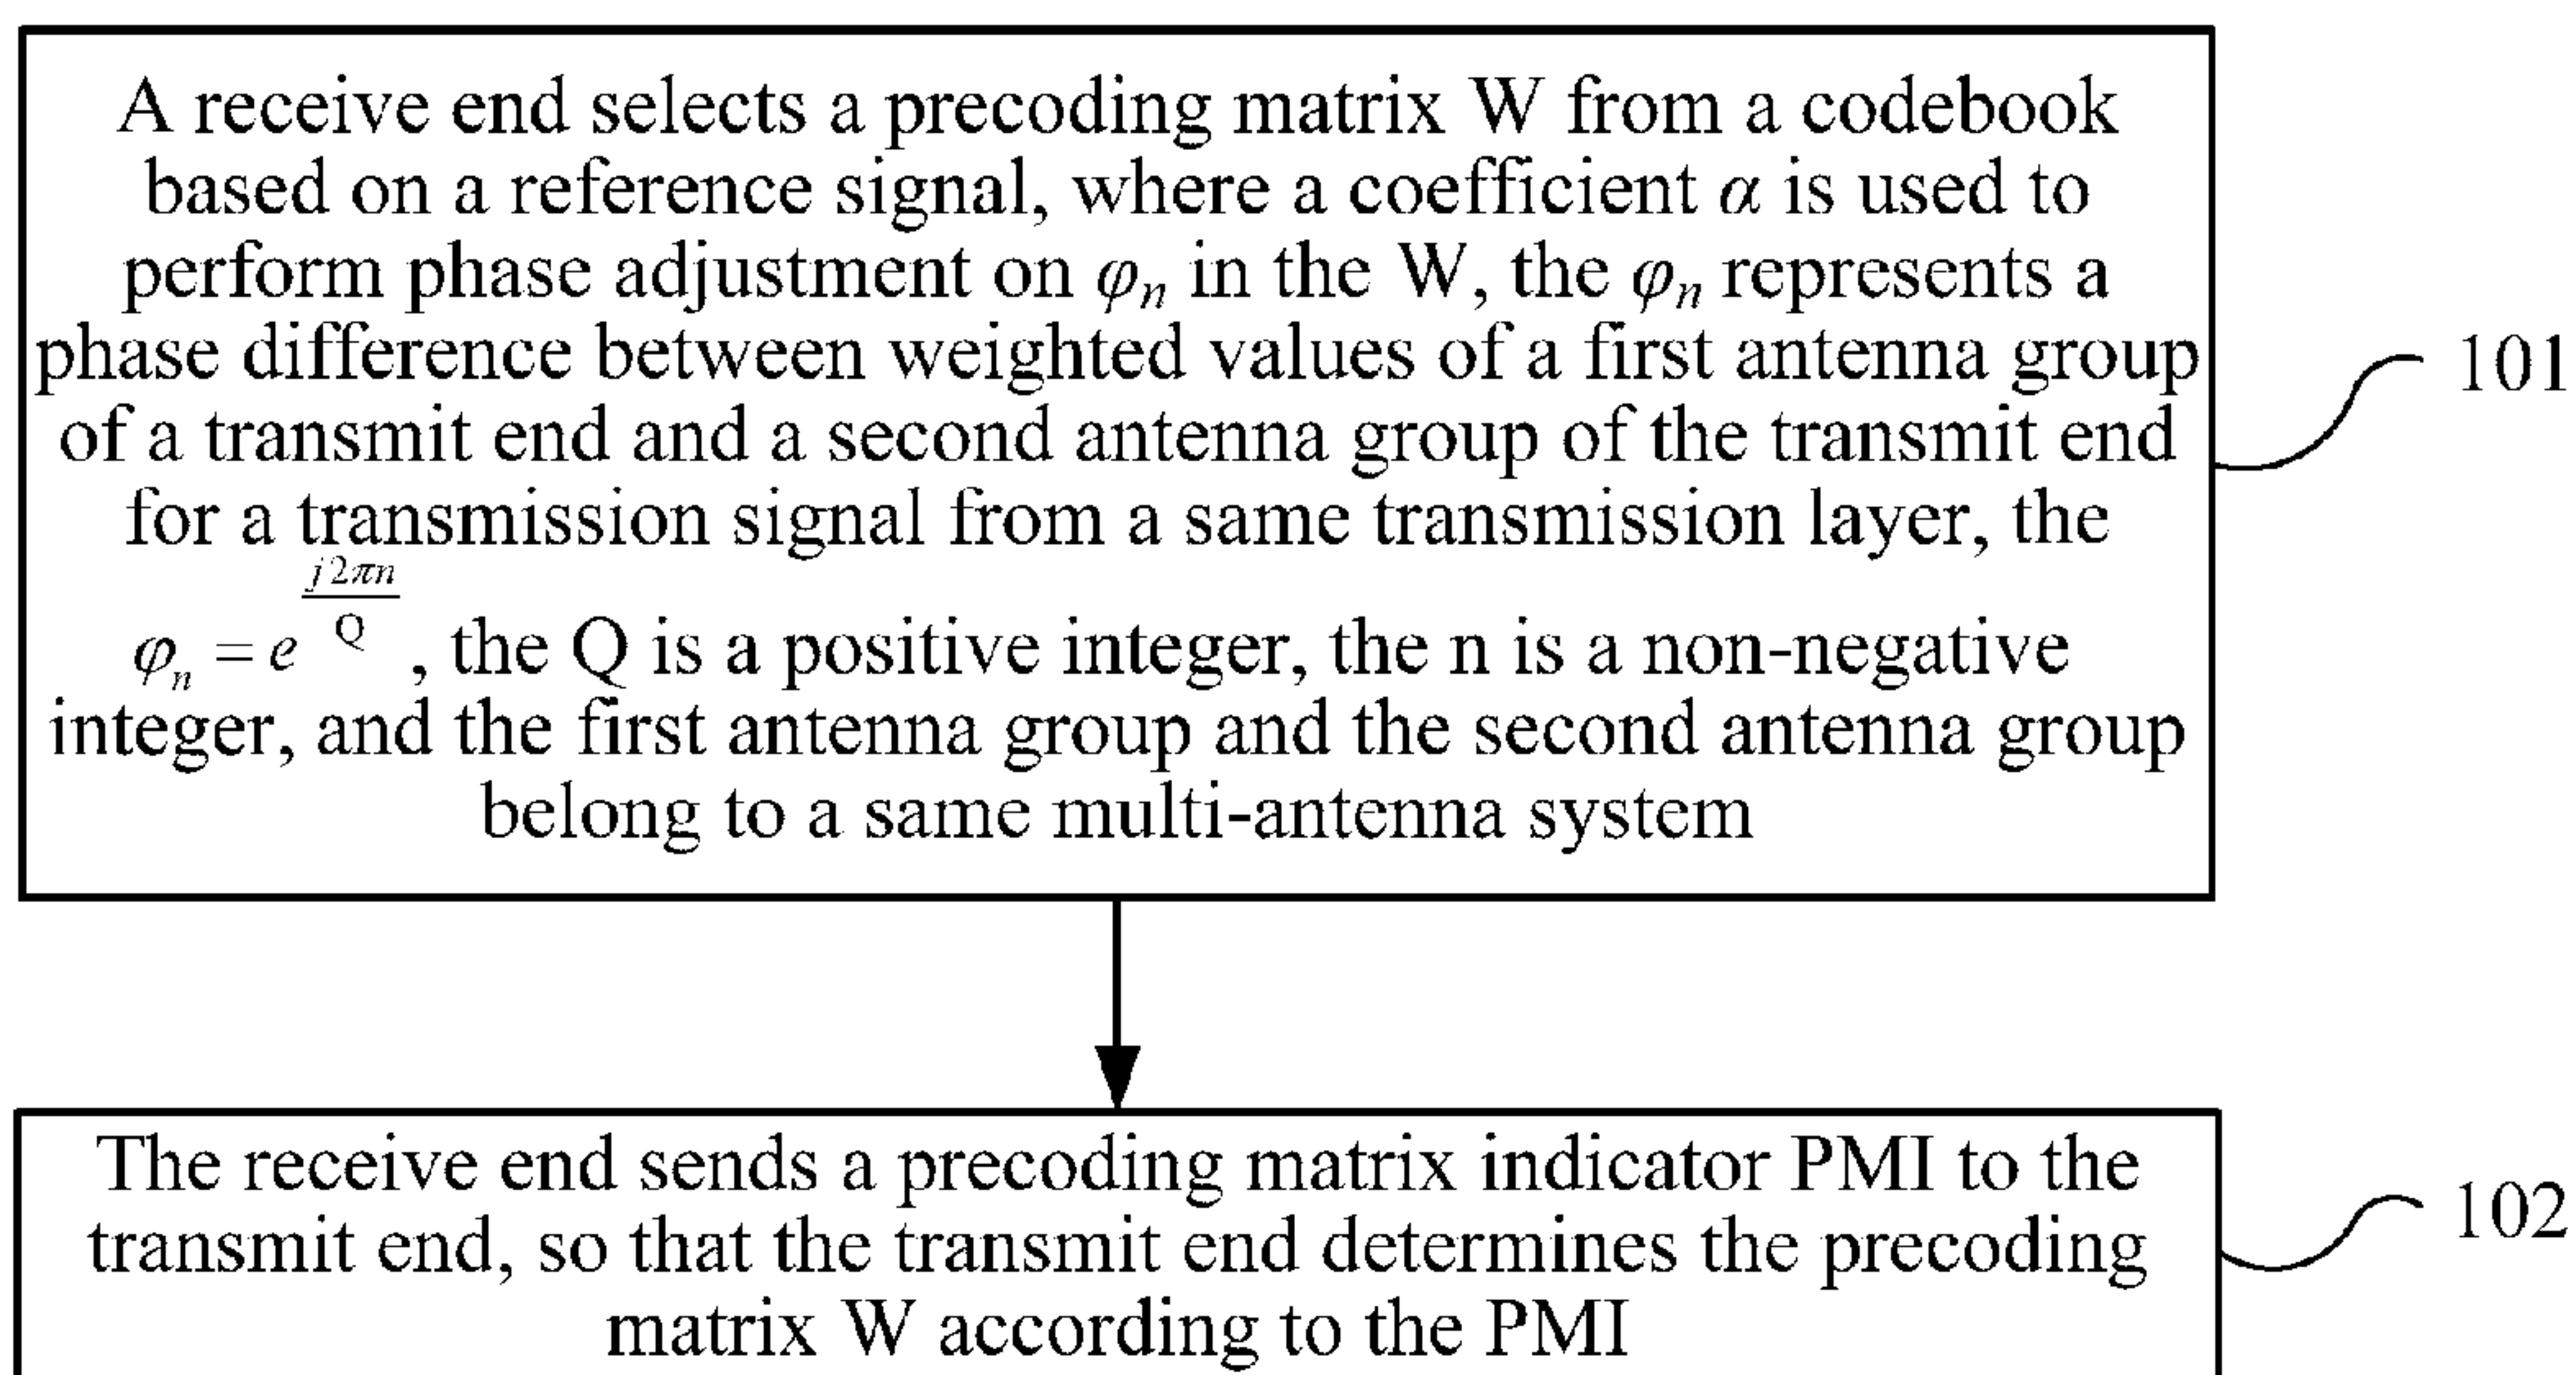 A receive end selects a precoding matrix W from a codebook
based on a reference signal, where a coefficient α is used to
perform phase adjustment on φn in the W, the φn represents a
phase difference between weighted values of a first antenna group
of a transmit end and a second antenna group of the transmit end
for a transmission signal from a same transmission layer, the
φn = e^(j2πn/Q), the Q is a positive integer, the n is a non-negative
integer, and the first antenna group and the second antenna group
belong to a same multi-antenna system
101
The receive end sends a precoding matrix indicator PMI to the
transmit end, so that the transmit end determines the precoding
matrix W according to the PMI
102